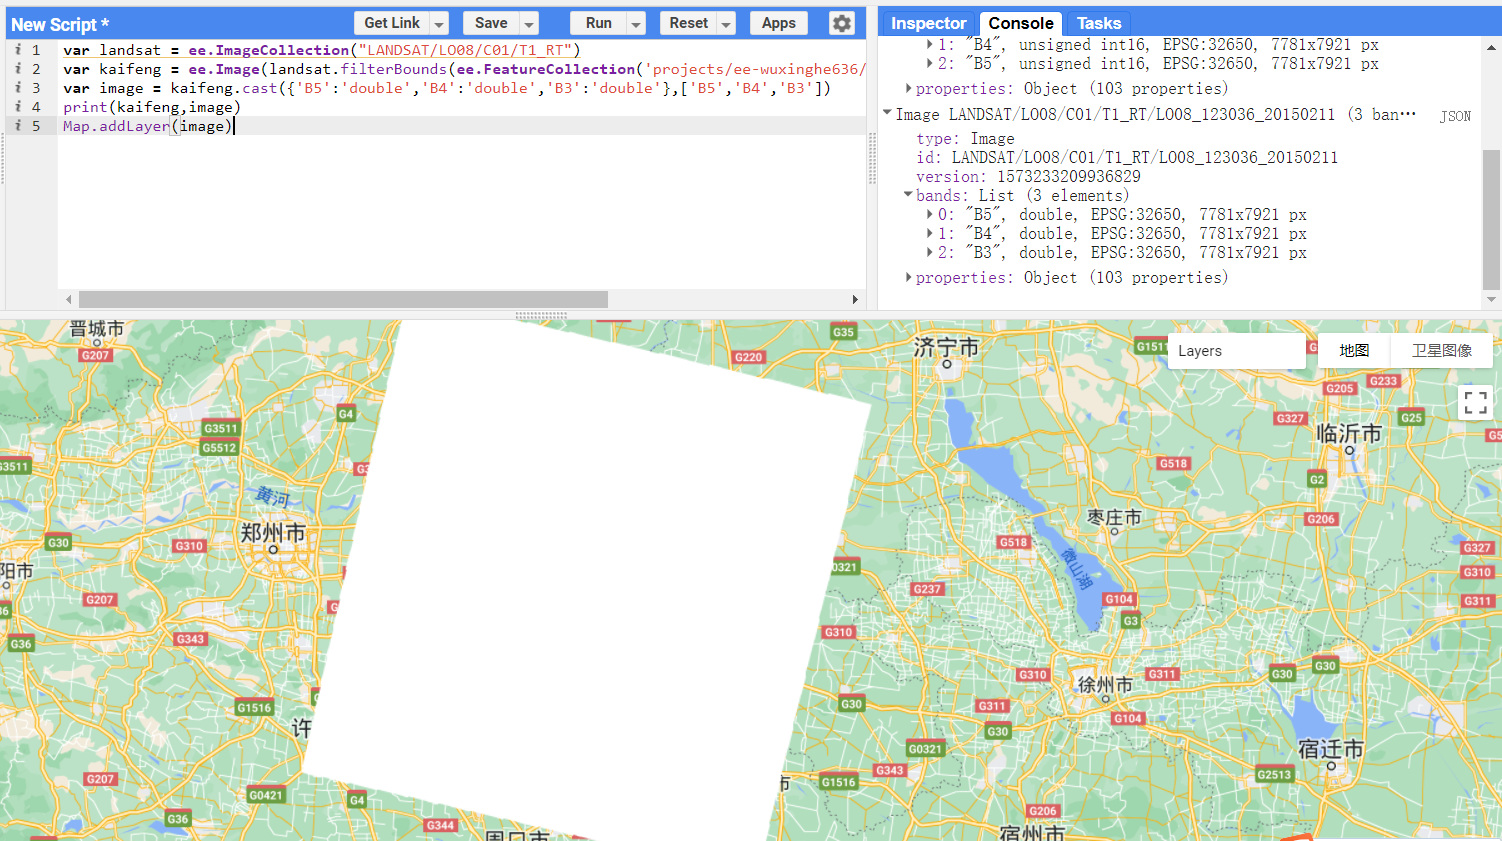 New Script *
Get Link
Save
Run
Reset
Apps
Inspector
Console
Tasks
i 1 var landsat = ee.ImageCollection("LANDSAT/LO08/C01/T1_RT")
i 2 var kaifeng = ee.Image(landsat.filterBounds(ee.FeatureCollection('projects/ee-wuxinghe636/
i 3 var image = kaifeng.cast({'B5':'double','B4':'double','B3':'double'},['B5','B4','B3'])
i 4 print(kaifeng,image)
i 5 Map.addLayer(image)
1: "B4", unsigned int16, EPSG:32650, 7781x7921 px
2: "B5", unsigned int16, EPSG:32650, 7781x7921 px
properties: Object (103 properties)
Image LANDSAT/LO08/C01/T1_RT/LO08_123036_20150211 (3 ban…
JSON
type: Image
id: LANDSAT/LO08/C01/T1_RT/LO08_123036_20150211
version: 1573233209936829
bands: List (3 elements)
0: "B5", double, EPSG:32650, 7781x7921 px
1: "B4", double, EPSG:32650, 7781x7921 px
2: "B3", double, EPSG:32650, 7781x7921 px
properties: Object (103 properties)
晋城市
G207
G35
G220
济宁市
G1511
Layers
地图
卫星图像
G205
G233
G4
G327
G25
G3511
G5512
临沂市
G3511
G518
G2
黄河
郑州市
枣庄市
G206
G30
G310
G518
微山湖
G327
阳市
G0321
G310
G207
G237
G104
G311
G36
G343
G310
G3
G30
G310
徐州市
G311
G30
G1516
G30
G311
G104
许
G30
G0321
宿迁市
G207
G343
G2513
G1516
市
G0421
G4
G36
G344
G206
周口市
宿州市